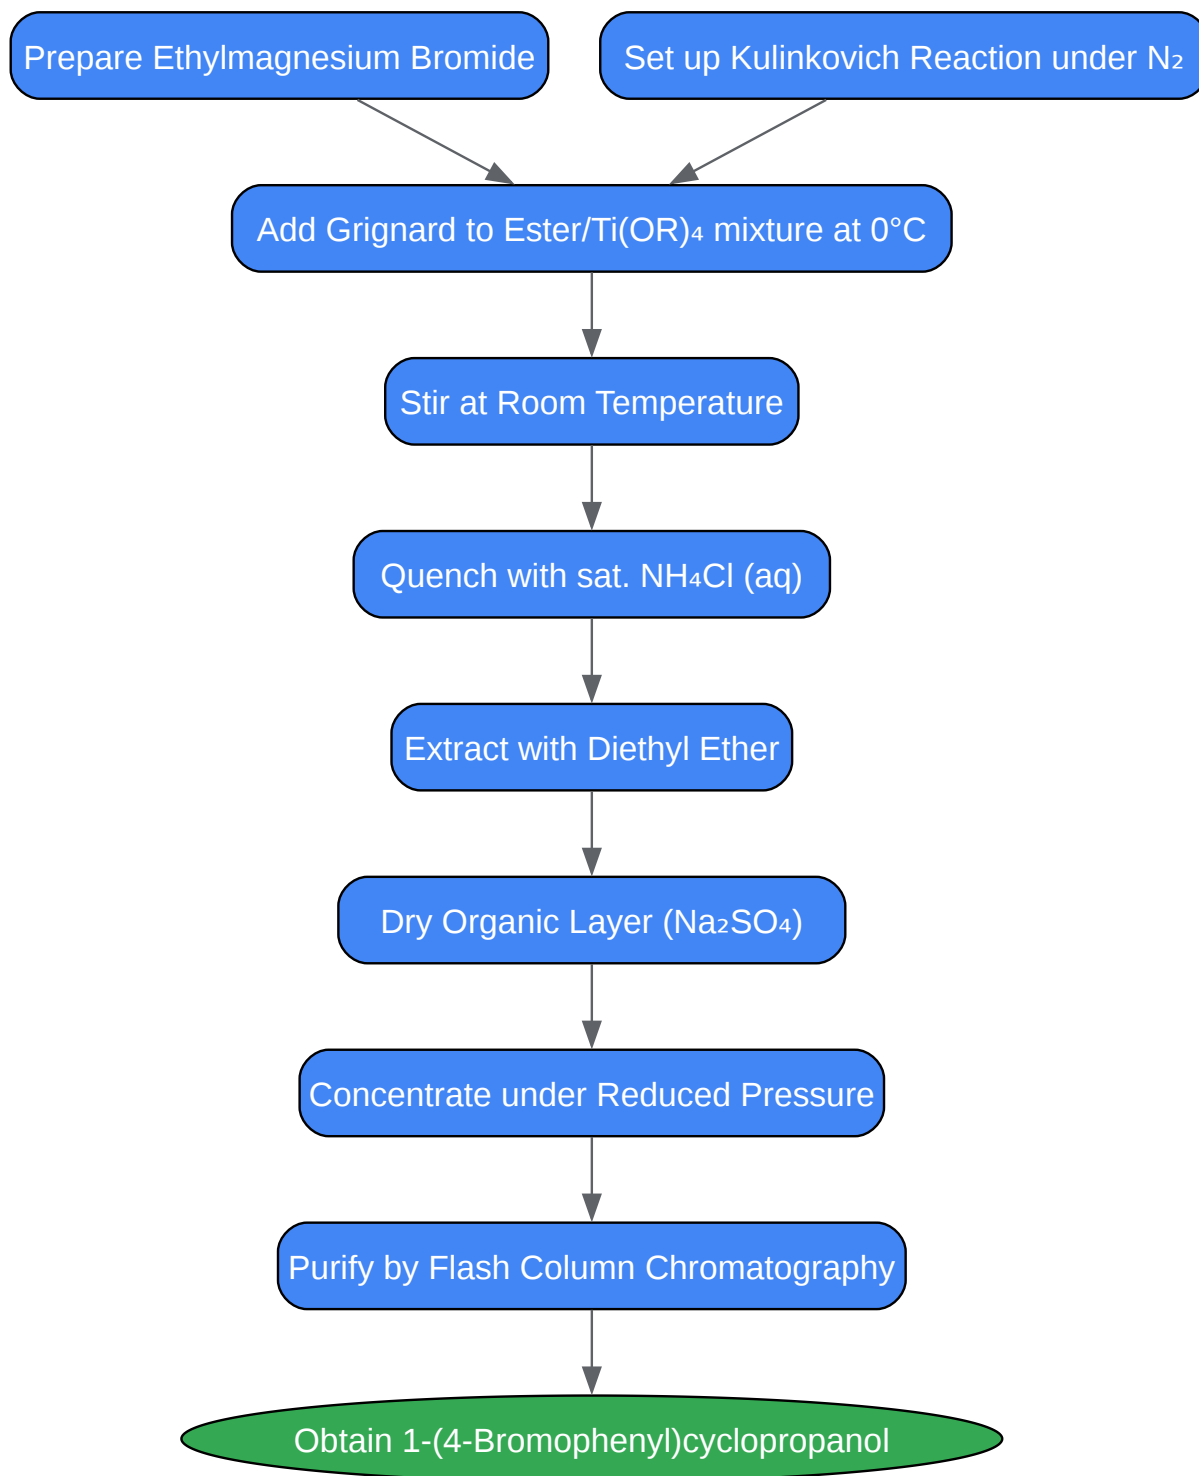 Prepare Ethylmagnesium Bromide
Set up Kulinkovich Reaction under N₂
Add Grignard to Ester/Ti(OR)₄ mixture at 0°C
Stir at Room Temperature
Quench with sat. NH₄Cl (aq)
Extract with Diethyl Ether
Dry Organic Layer (Na₂SO₄)
Concentrate under Reduced Pressure
Purify by Flash Column Chromatography
Obtain 1-(4-Bromophenyl)cyclopropanol